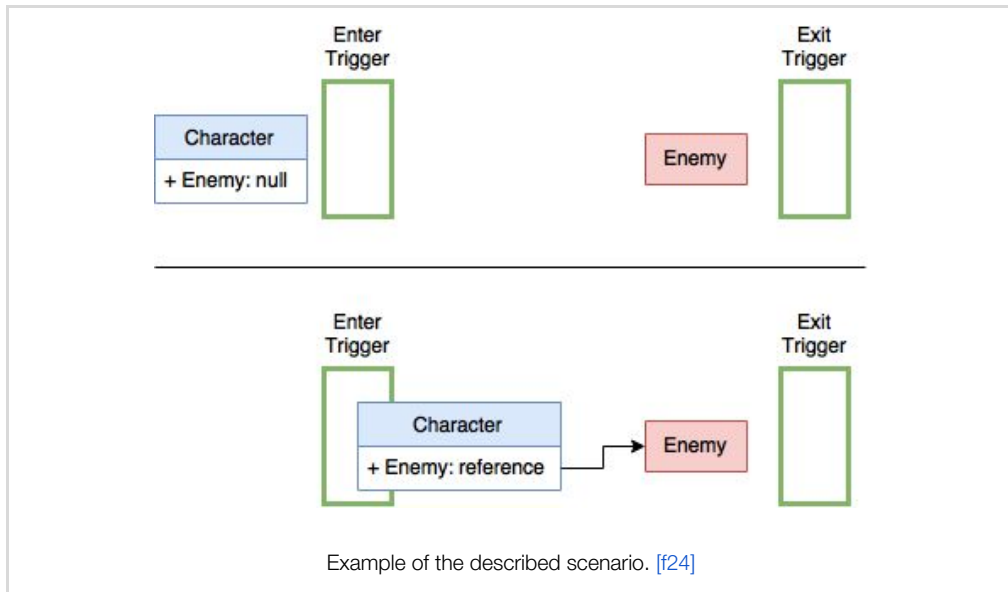 Enter
Trigger
Exit
Trigger
Character
+ Enemy: null
Enemy
Enter
Trigger
Exit
Trigger
Character
+ Enemy: reference
Enemy
Example of the described scenario. [f24]